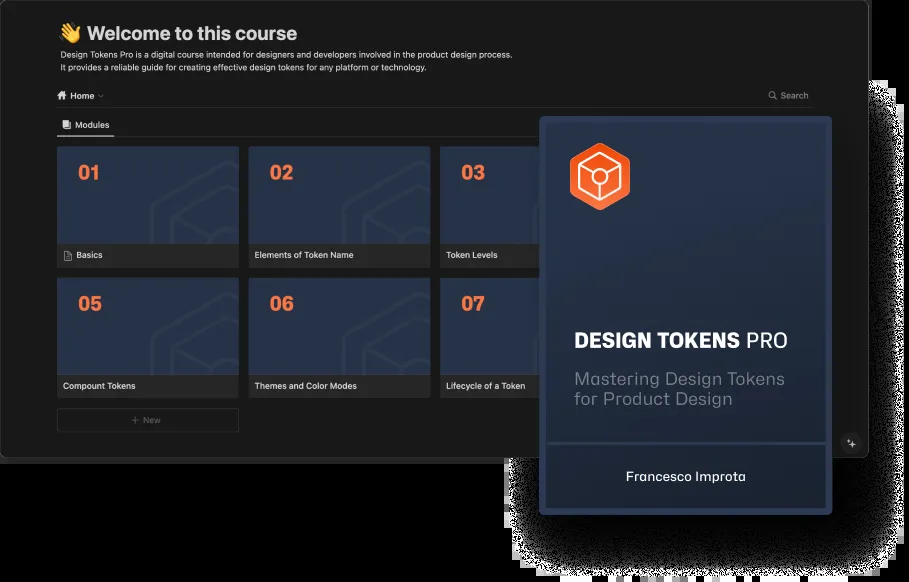 👋 Welcome to this course
Design Tokens Pro is a digital course intended for designers and developers involved in the product design process.
It provides a reliable guide for creating effective design tokens for any platform or technology.
Home
Search
Modules
01
02
03
Basics
Elements of Token Name
Token Levels
05
06
07
Compount Tokens
Themes and Color Modes
Lifecycle of a Token
+ New
DESIGN TOKENS PRO
Mastering Design Tokens
for Product Design
Francesco Improta